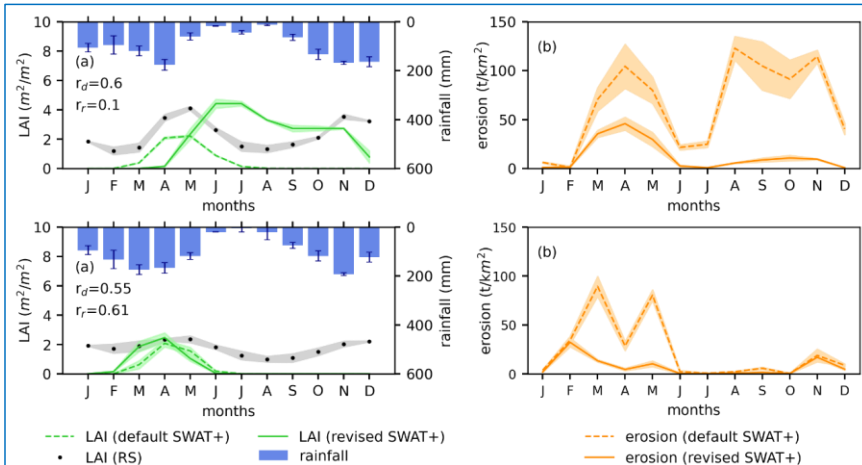 10
8
6
4
2
0
LAI (m²/m²)
(a)
r_d=0.6
r_r=0.1
0
200
400
600
rainfall (mm)
J F M A M J J A S O N D
months
150
100
50
0
erosion (t/km²)
(b)
J F M A M J J A S O N D
months
10
8
6
4
2
0
LAI (m²/m²)
(a)
r_d=0.55
r_r=0.61
0
200
400
600
rainfall (mm)
J F M A M J J A S O N D
months
150
100
50
0
erosion (t/km²)
(b)
J F M A M J J A S O N D
months
LAI (default SWAT+)
LAI (revised SWAT+)
LAI (RS)
rainfall
erosion (default SWAT+)
erosion (revised SWAT+)